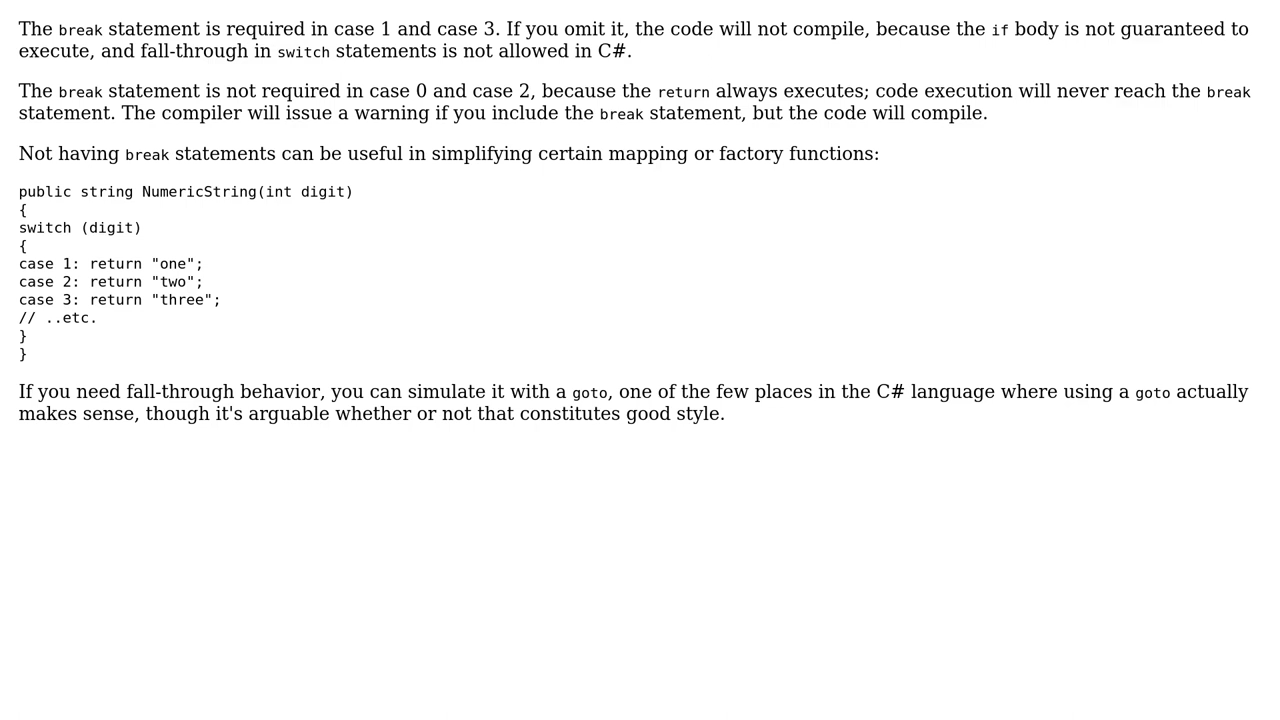 The break statement is required in case 1 and case 3. If you omit it, the code will not compile, because the if body is not guaranteed to
execute, and fall-through in switch statements is not allowed in C#.
The break statement is not required in case 0 and case 2, because the return always executes; code execution will never reach the break
statement. The compiler will issue a warning if you include the break statement, but the code will compile.
Not having break statements can be useful in simplifying certain mapping or factory functions:
public string NumericString(int digit)
{
switch (digit)
{
case 1: return "one";
case 2: return "two";
case 3: return "three";
// ..etc.
}
}
If you need fall-through behavior, you can simulate it with a goto, one of the few places in the C# language where using a goto actually
makes sense, though it's arguable whether or not that constitutes good style.